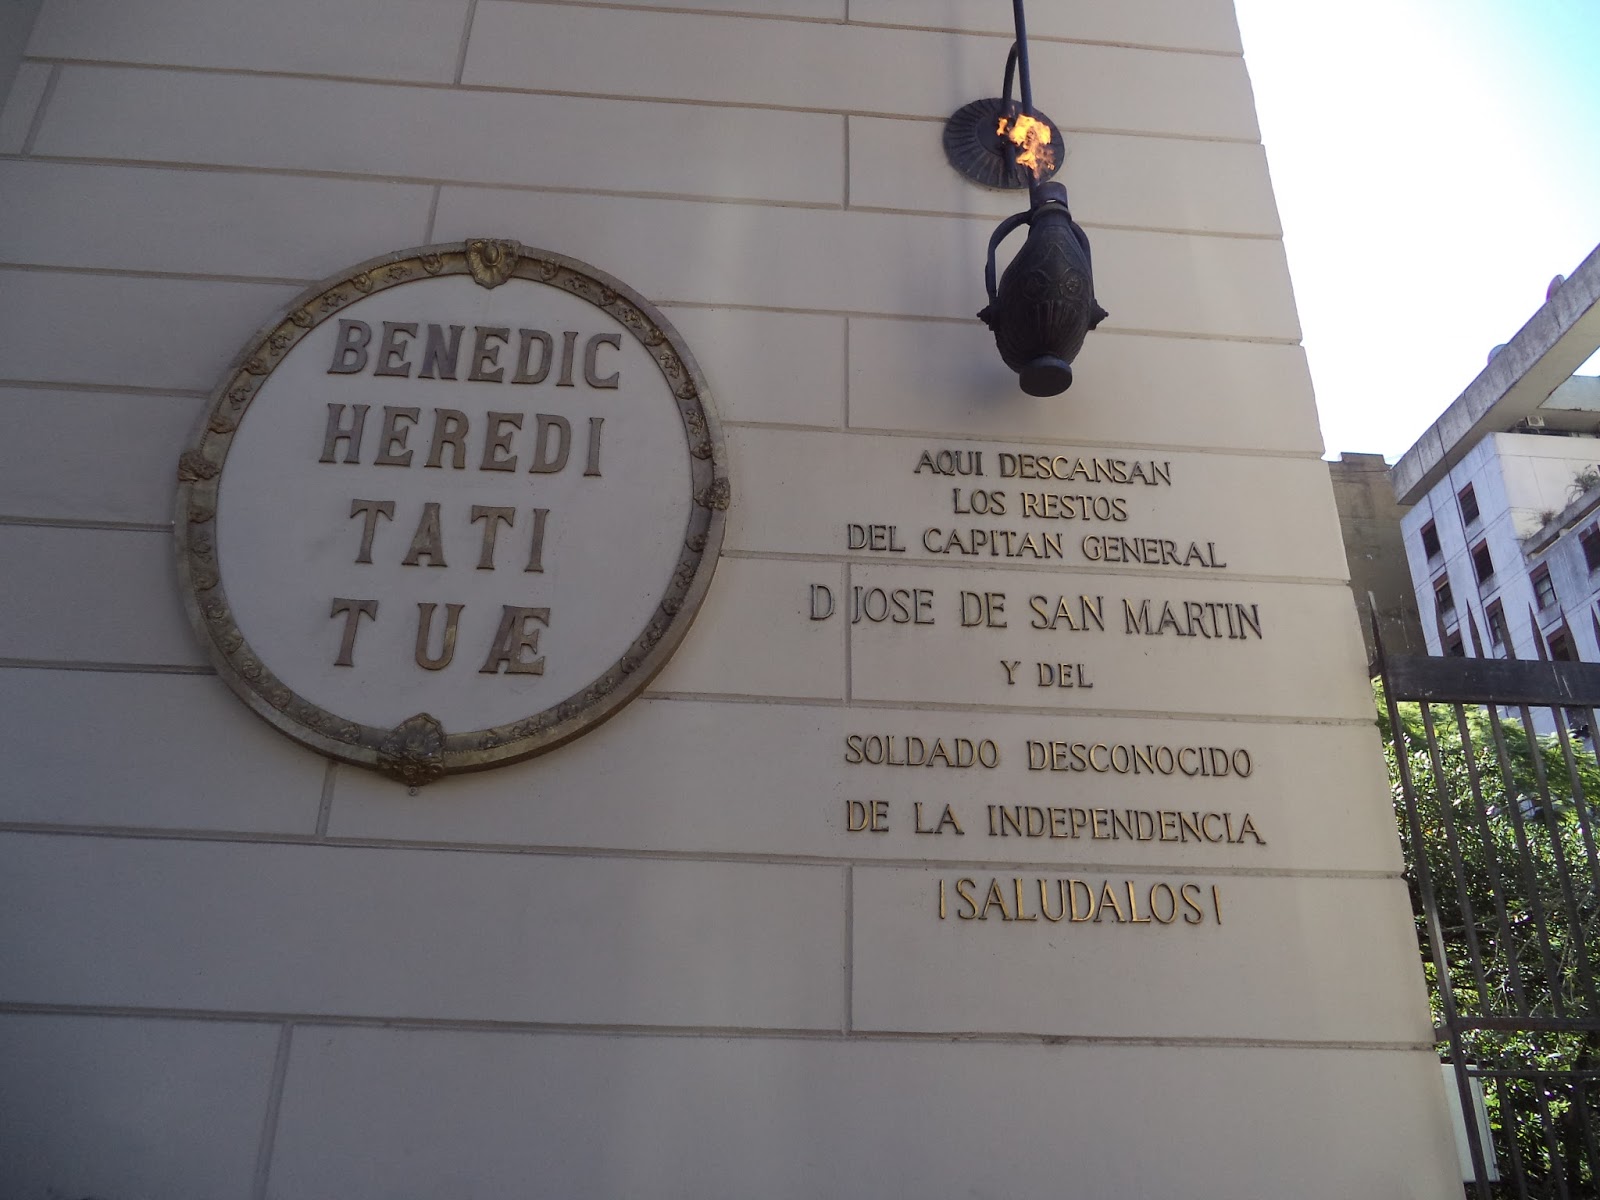 BENEDIC
HEREDI
TATI
TUÆ
AQUI DESCANSAN
LOS RESTOS
DEL CAPITAN GENERAL
D JOSE DE SAN MARTIN
Y DEL
SOLDADO DESCONOCIDO
DE LA INDEPENDENCIA
¡SALUDALOS!